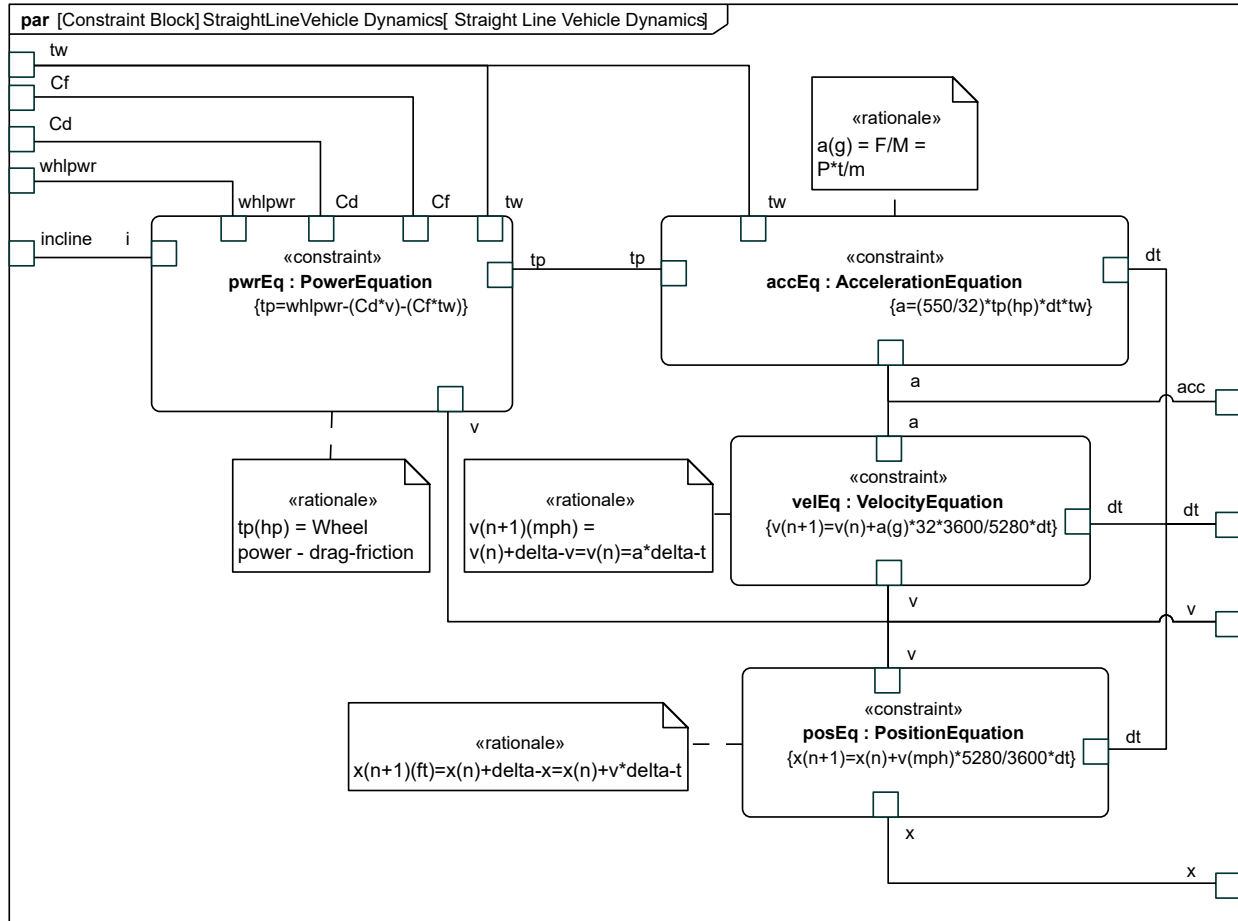 par [Constraint Block] StraightLineVehicle Dynamics[ Straight Line Vehicle Dynamics]
tw
Cf
Cd
whlpwr
incline
i
whlpwr
Cd
Cf
tw
«constraint»
pwrEq : PowerEquation
{tp=whlpwr-(Cd*v)-(Cf*tw)}
tp
v
«rationale»
a(g) = F/M =
P*t/m
tw
tp
«constraint»
accEq : AccelerationEquation
{a=(550/32)*tp(hp)*dt*tw}
dt
a
acc
«rationale»
tp(hp) = Wheel
power - drag-friction
«rationale»
v(n+1)(mph) =
v(n)+delta-v=v(n)=a*delta-t
a
«constraint»
velEq : VelocityEquation
{v(n+1)=v(n)+a(g)*32*3600/5280*dt}
dt
dt
v
v
«rationale»
x(n+1)(ft)=x(n)+delta-x=x(n)+v*delta-t
v
«constraint»
posEq : PositionEquation
{x(n+1)=x(n)+v(mph)*5280/3600*dt}
dt
x
x